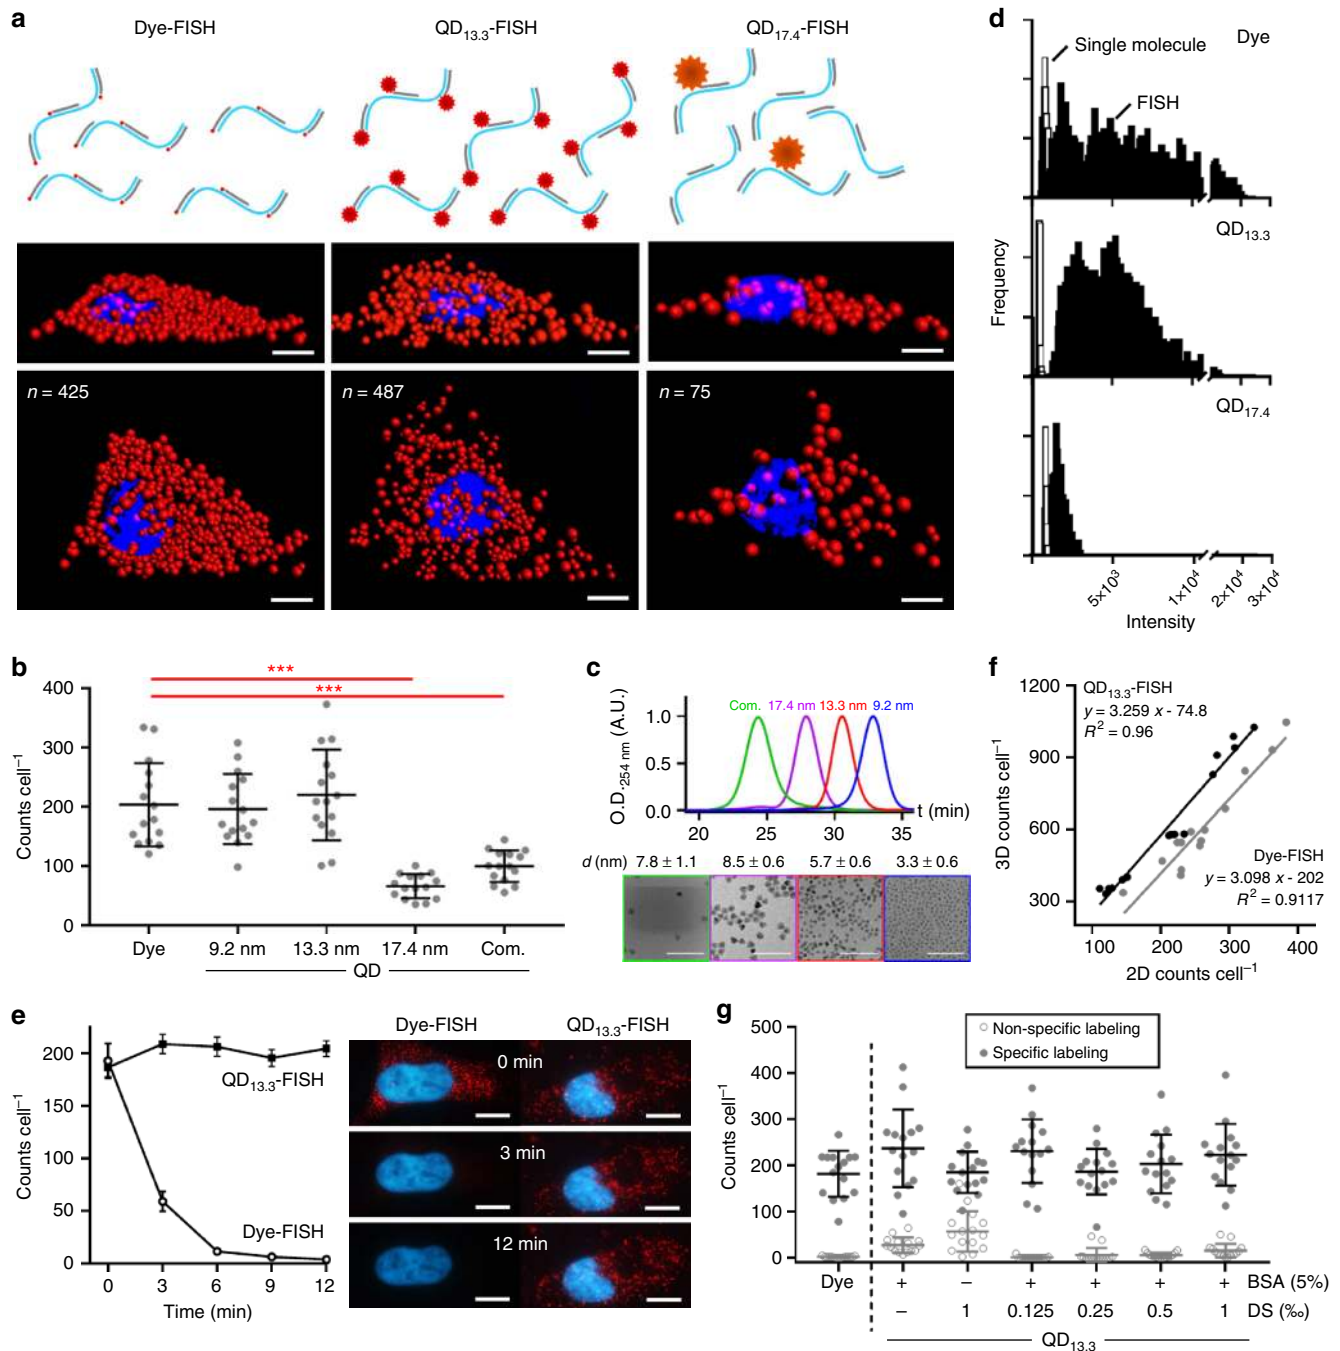 a
Dye-FISH
QD13.3-FISH
QD17.4-FISH
n = 425
n = 487
n = 75
b
***
***
Counts cell–1
400
300
200
100
0
Dye
9.2 nm
13.3 nm
17.4 nm
Com.
QD
c
O.D.254 nm (A.U.)
1.0
0.5
0.0
Com.
17.4 nm
13.3 nm
9.2 nm
20
25
30
35
t (min)
d (nm)
7.8 ± 1.1
8.5 ± 0.6
5.7 ± 0.6
3.3 ± 0.6
d
Single molecule
Dye
FISH
QD13.3
QD17.4
Frequency
5×10³
1×10⁴
2×10⁴
3×10⁴
Intensity
e
Counts cell–1
200
150
100
50
0
QD13.3-FISH
Dye-FISH
0
3
6
9
12
Time (min)
Dye-FISH
QD13.3-FISH
0 min
3 min
12 min
f
3D counts cell–1
1200
900
600
300
QD13.3-FISH
y = 3.259 x - 74.8
R² = 0.96
Dye-FISH
y = 3.098 x - 202
R² = 0.9117
100
200
300
400
2D counts cell–1
g
Non-specific labeling
Specific labeling
Counts cell–1
500
400
300
200
100
0
Dye
+ – + + + + BSA (5%)
– 1 0.125 0.25 0.5 1 DS (‰)
QD13.3